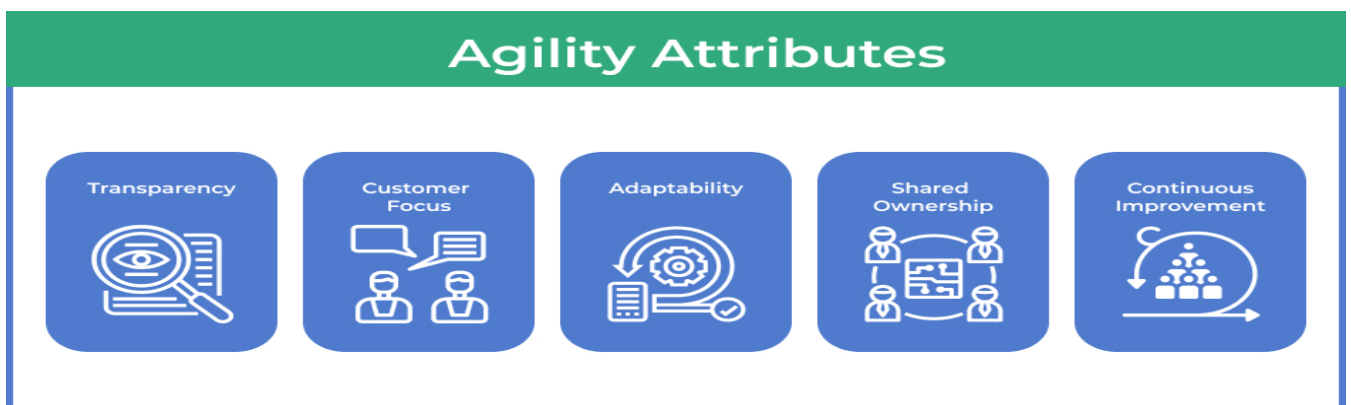 Agility Attributes
Transparency
Customer
Focus
Adaptability
Shared
Ownership
Continuous
Improvement